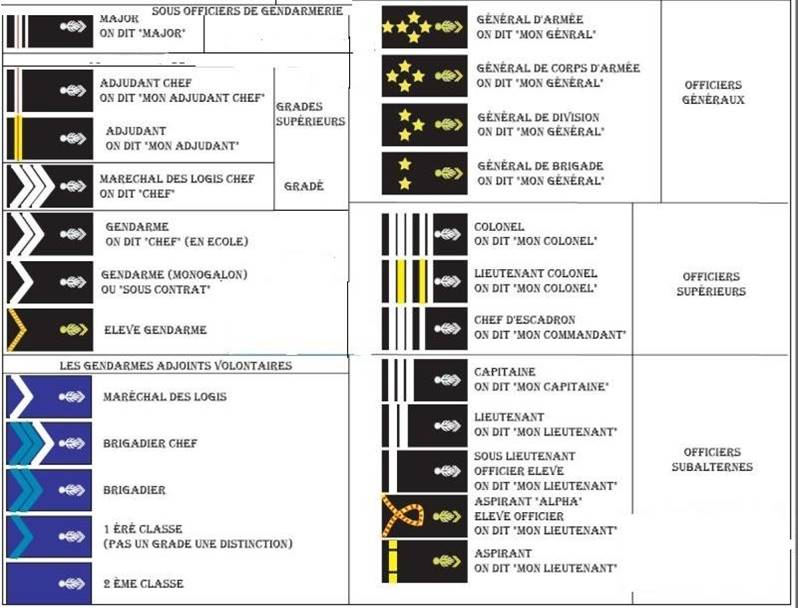 SOUS OFFICIERS DE GENDARMERIE
MAJOR
ON DIT "MAJOR"
ADJUDANT CHEF
ON DIT "MON ADJUDANT CHEF"
ADJUDANT
ON DIT "MON ADJUDANT"
GRADES
SUPÉRIEURS
MARECHAL DES LOGIS CHEF
ON DIT "CHEF"
GRADÉ
GENDARME
ON DIT "CHEF" (EN ECOLE)
GENDARME (MONOGALON)
OU "SOUS CONTRAT"
ELEVE GENDARME
LES GENDARMES ADJOINTS VOLONTAIRES
MARÉCHAL DES LOGIS
BRIGADIER CHEF
BRIGADIER
1 ÈRÉ CLASSE
(PAS UN GRADE UNE DISTINCTION)
2 ÈME CLASSE
GÉNÉRAL D'ARMÉE
ON DIT "MON GÉNRAL"
GÉNÉRAL DE CORPS D'ARMÉE
ON DIT "MON GÉNÉRAL"
GÉNÉRAL DE DIVISION
ON DIT "MON GÉNÉRAL"
GÉNÉRAL DE BRIGADE
ON DIT "MON GÉNÉRAL"
OFFICIERS
GÉNÉRAUX
COLONEL
ON DIT "MON COLONEL"
LIEUTENANT COLONEL
ON DIT "MON COLONEL"
CHEF D'ESCADRON
ON DIT "MON COMMANDANT"
OFFICIERS
SUPÉRIEURS
CAPITAINE
ON DIT "MON CAPITAINE"
LIEUTENANT
ON DIT "MON LIEUTENANT"
SOUS LIEUTENANT
OFFICIER ELEVE
ON DIT "MON LIEUTENANT"
ASPIRANT "ALPHA"
ELEVE OFFICIER
ON DIT "MON LIEUTENANT"
ASPIRANT
ON DIT "MON LIEUTENANT"
OFFICIERS
SUBALTERNES